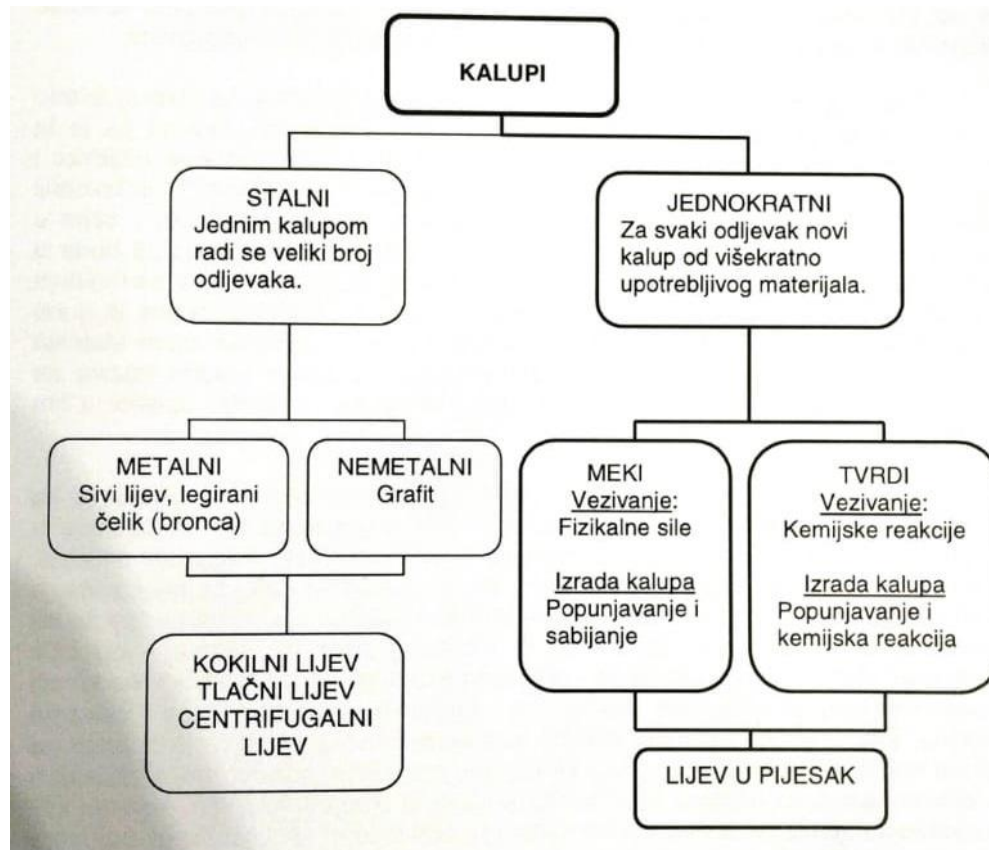 KALUPI
STALNI
Jednim kalupom
radi se veliki broj
odljevaka.
JEDNOKRATNI
Za svaki odljevak novi
kalup od višekratno
upotrebljivog materijala.
METALNI
Sivi lijev, legirani
čelik (bronca)
NEMETALNI
Grafit
MEKI
Vezivanje:
Fizikalne sile
Izrada kalupa
Popunjavanje i
sabijanje
TVRDI
Vezivanje:
Kemijske reakcije
Izrada kalupa
Popunjavanje i
kemijska reakcija
KOKILNI LIJEV
TLAČNI LIJEV
CENTRIFUGALNI
LIJEV
LIJEV U PIJESAK